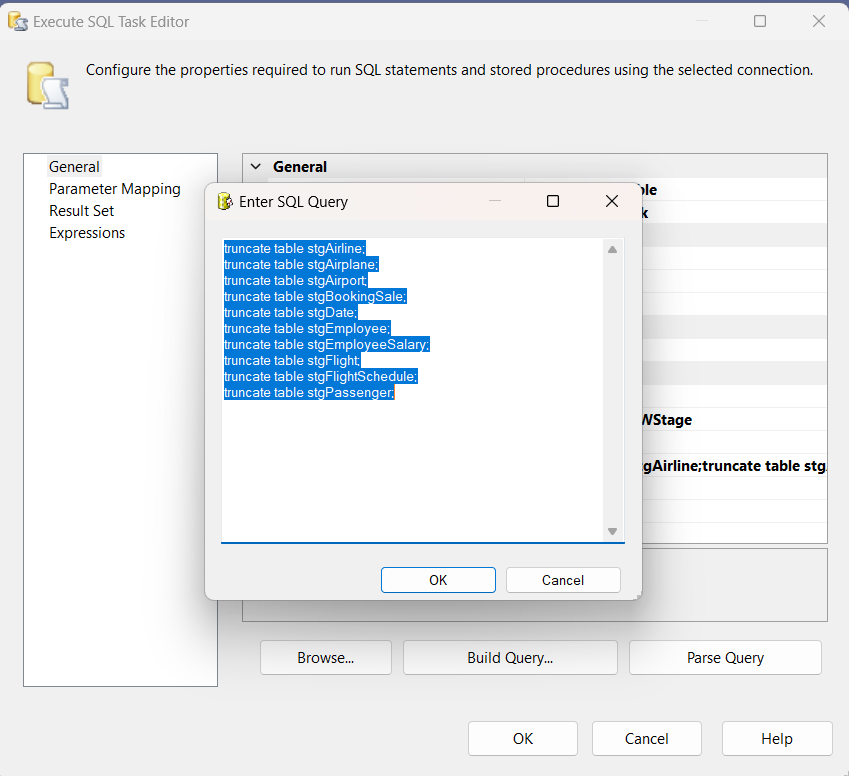 Execute SQL Task Editor
Configure the properties required to run SQL statements and stored procedures using the selected connection.
General
Parameter Mapping
Result Set
Expressions
General
Enter SQL Query
truncate table stgAirline;
truncate table stgAirplane;
truncate table stgAirport;
truncate table stgBookingSale;
truncate table stgDate;
truncate table stgEmployee;
truncate table stgEmployeeSalary;
truncate table stgFlight;
truncate table stgFlightSchedule;
truncate table stgPassenger;
WStage
gAirline;truncate table stg
OK
Cancel
Browse...
Build Query...
Parse Query
OK
Cancel
Help